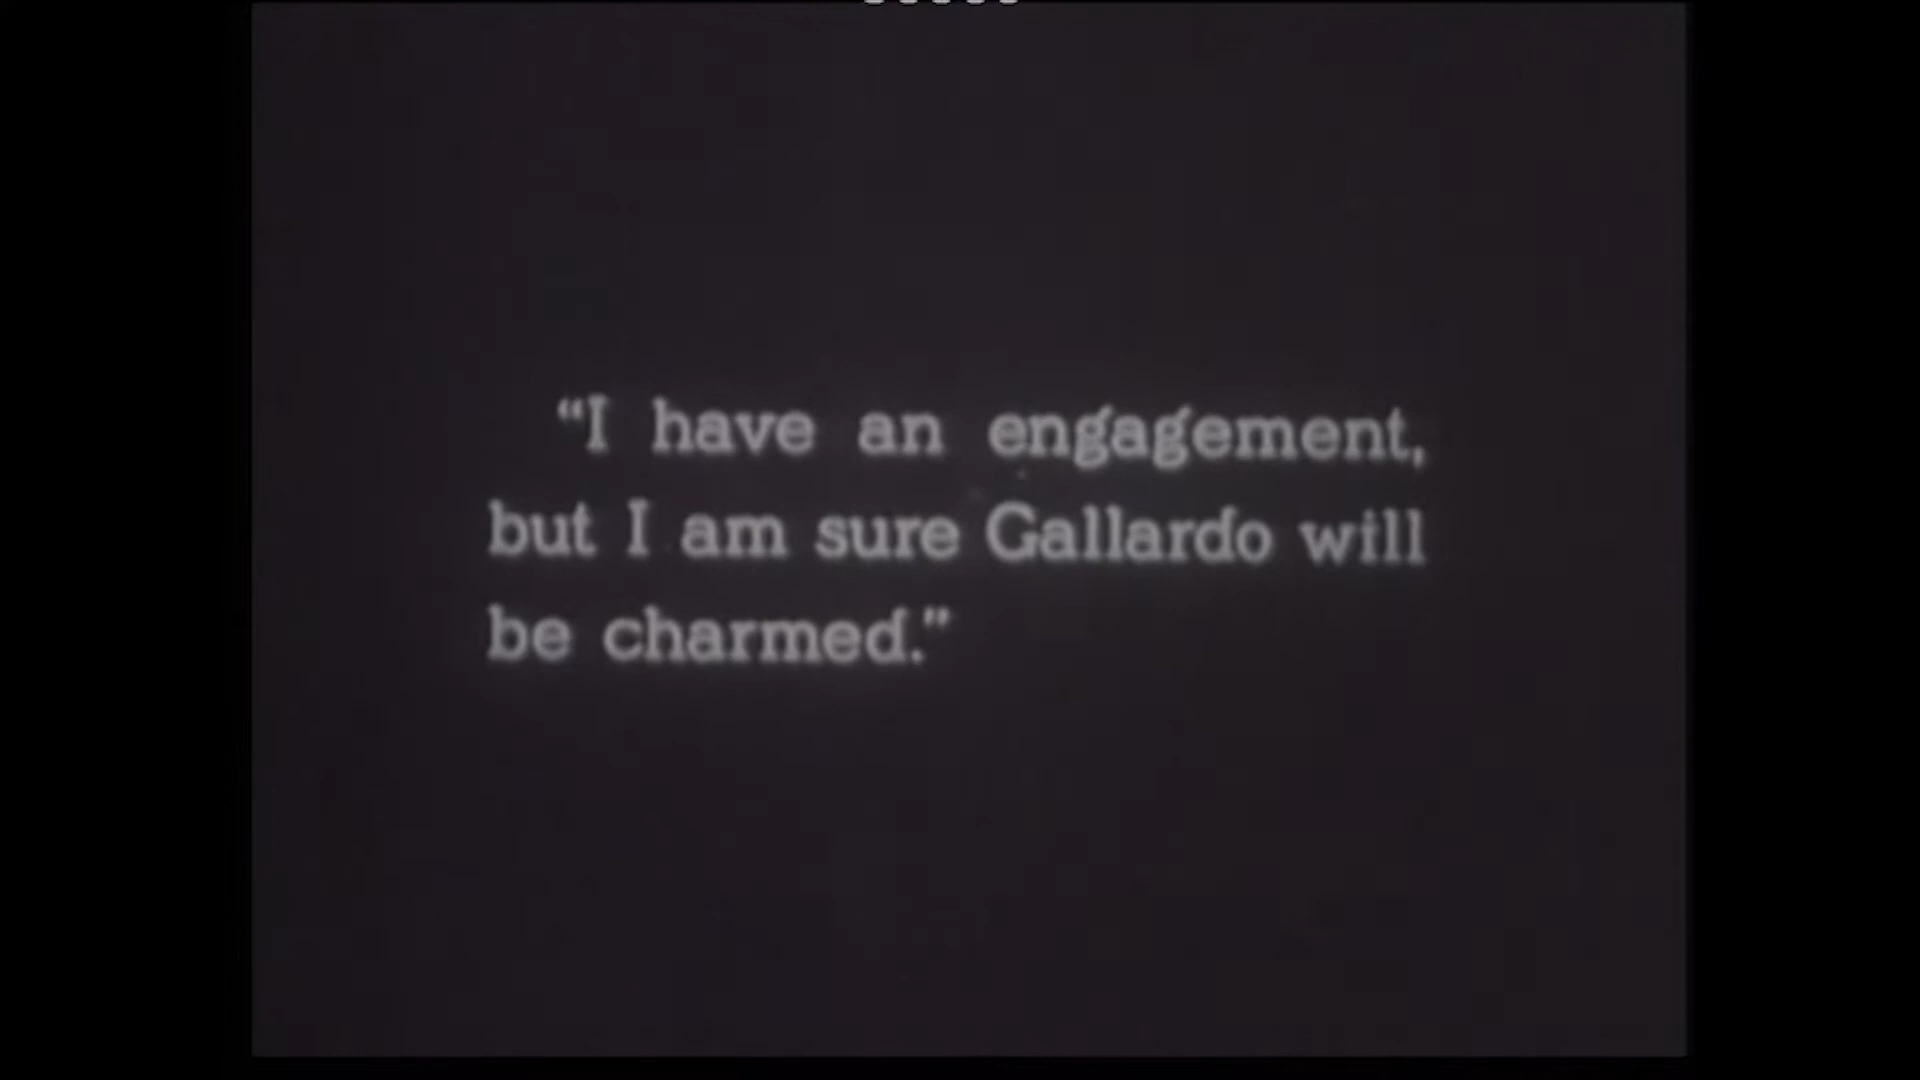 “I have an engagement,
but I am sure Gallardo will
be charmed.”